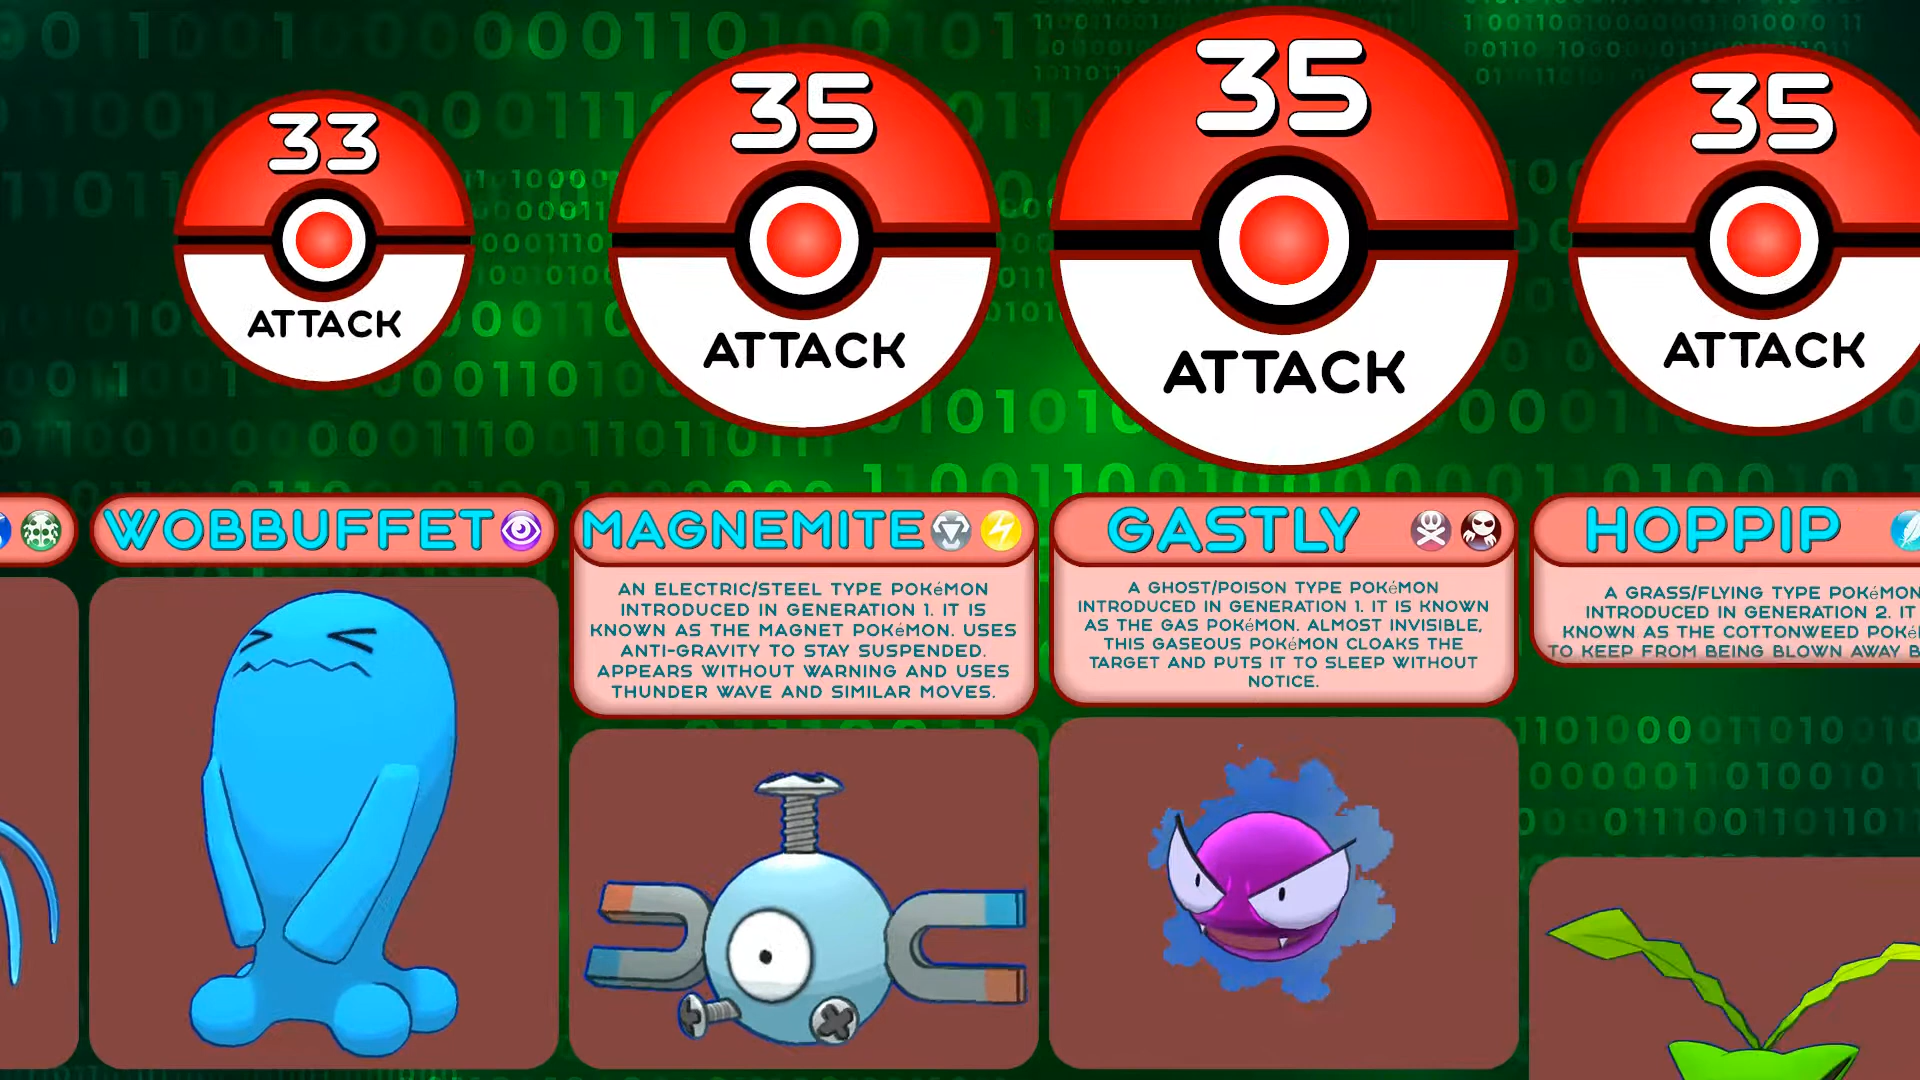 33
ATTACK
35
ATTACK
35
ATTACK
35
ATTACK
WOBBUFFET
MAGNEMITE
AN ELECTRIC/STEEL TYPE POKéMON
INTRODUCED IN GENERATION 1. IT IS
KNOWN AS THE MAGNET POKéMON. USES
ANTI-GRAVITY TO STAY SUSPENDED.
APPEARS WITHOUT WARNING AND USES
THUNDER WAVE AND SIMILAR MOVES.
GASTLY
A GHOST/POISON TYPE POKéMON
INTRODUCED IN GENERATION 1. IT IS KNOWN
AS THE GAS POKéMON. ALMOST INVISIBLE,
THIS GASEOUS POKéMON CLOAKS THE
TARGET AND PUTS IT TO SLEEP WITHOUT
NOTICE.
HOPPIP
A GRASS/FLYING TYPE POKéMON
INTRODUCED IN GENERATION 2. IT
KNOWN AS THE COTTONWEED POKé
TO KEEP FROM BEING BLOWN AWAY B